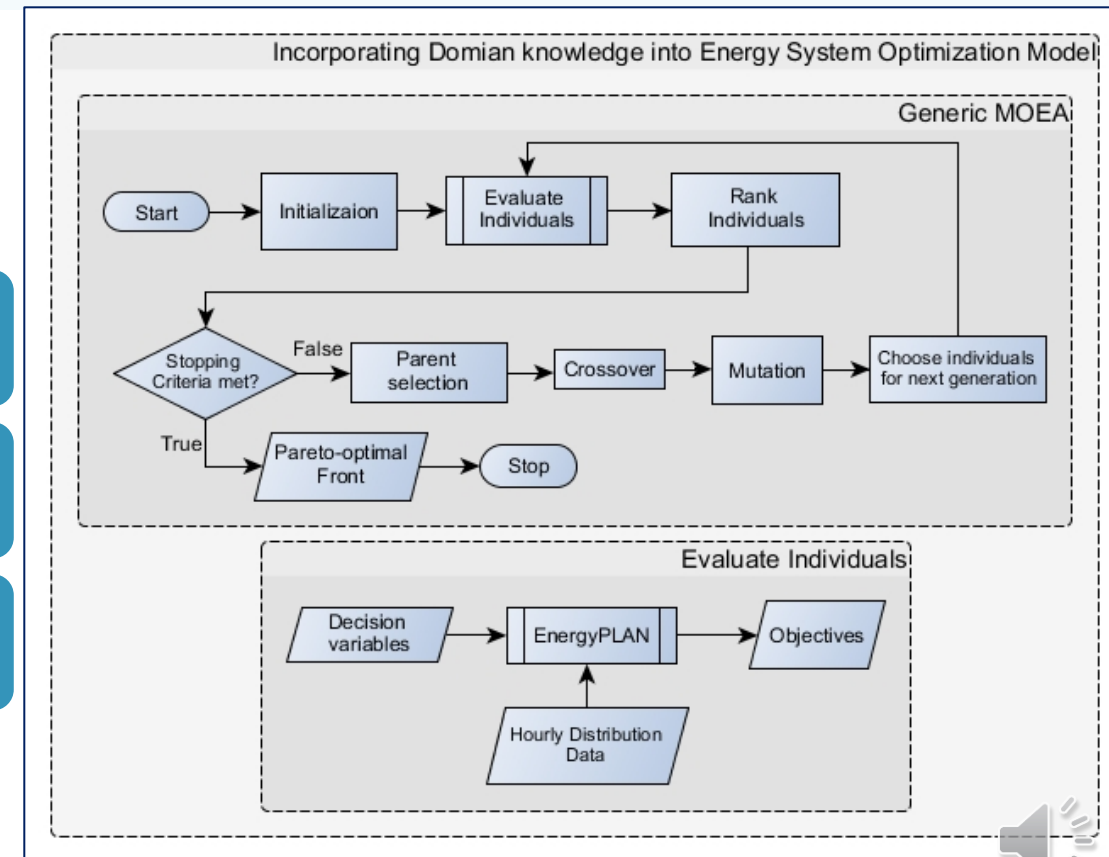 Incorporating Domian knowledge into Energy System Optimization Model
Generic MOEA
Start
Initializaion
Evaluate
Individuals
Rank
Individuals
Stopping
Criteria met?
False
Parent
selection
Crossover
Mutation
Choose individuals
for next generation
True
Pareto-optimal
Front
Stop
Evaluate Individuals
Decision
variables
EnergyPLAN
Objectives
Hourly Distribution
Data